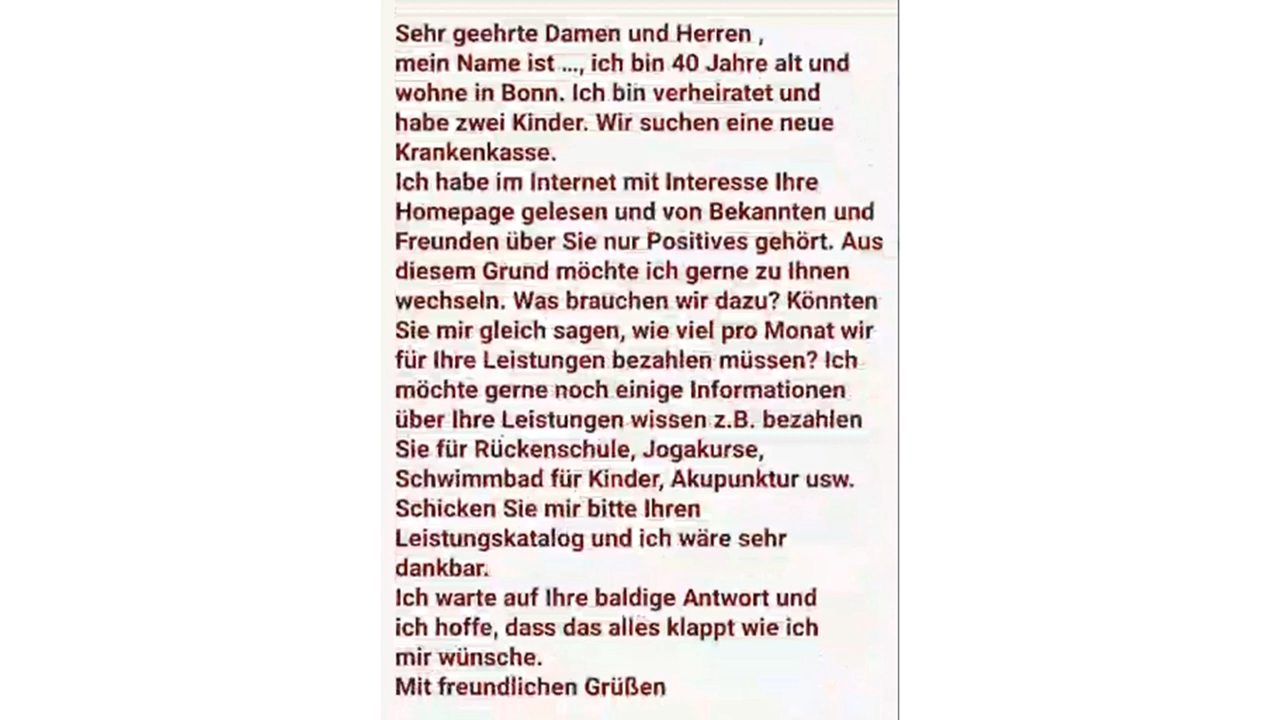 Sehr geehrte Damen und Herren ,
mein Name ist ..., ich bin 40 Jahre alt und
wohne in Bonn. Ich bin verheiratet und
habe zwei Kinder. Wir suchen eine neue
Krankenkasse.
Ich habe im Internet mit Interesse Ihre
Homepage gelesen und von Bekannten und
Freunden über Sie nur Positives gehört. Aus
diesem Grund möchte ich gerne zu Ihnen
wechseln. Was brauchen wir dazu? Könnten
Sie mir gleich sagen, wie viel pro Monat wir
für Ihre Leistungen bezahlen müssen? Ich
möchte gerne noch einige Informationen
über Ihre Leistungen wissen z.B. bezahlen
Sie für Rückenschule, Jogakurse,
Schwimmbad für Kinder, Akupunktur usw.
Schicken Sie mir bitte Ihren
Leistungskatalog und ich wäre sehr
dankbar.
Ich warte auf Ihre baldige Antwort und
ich hoffe, dass das alles klappt wie ich
mir wünsche.
Mit freundlichen Grüßen